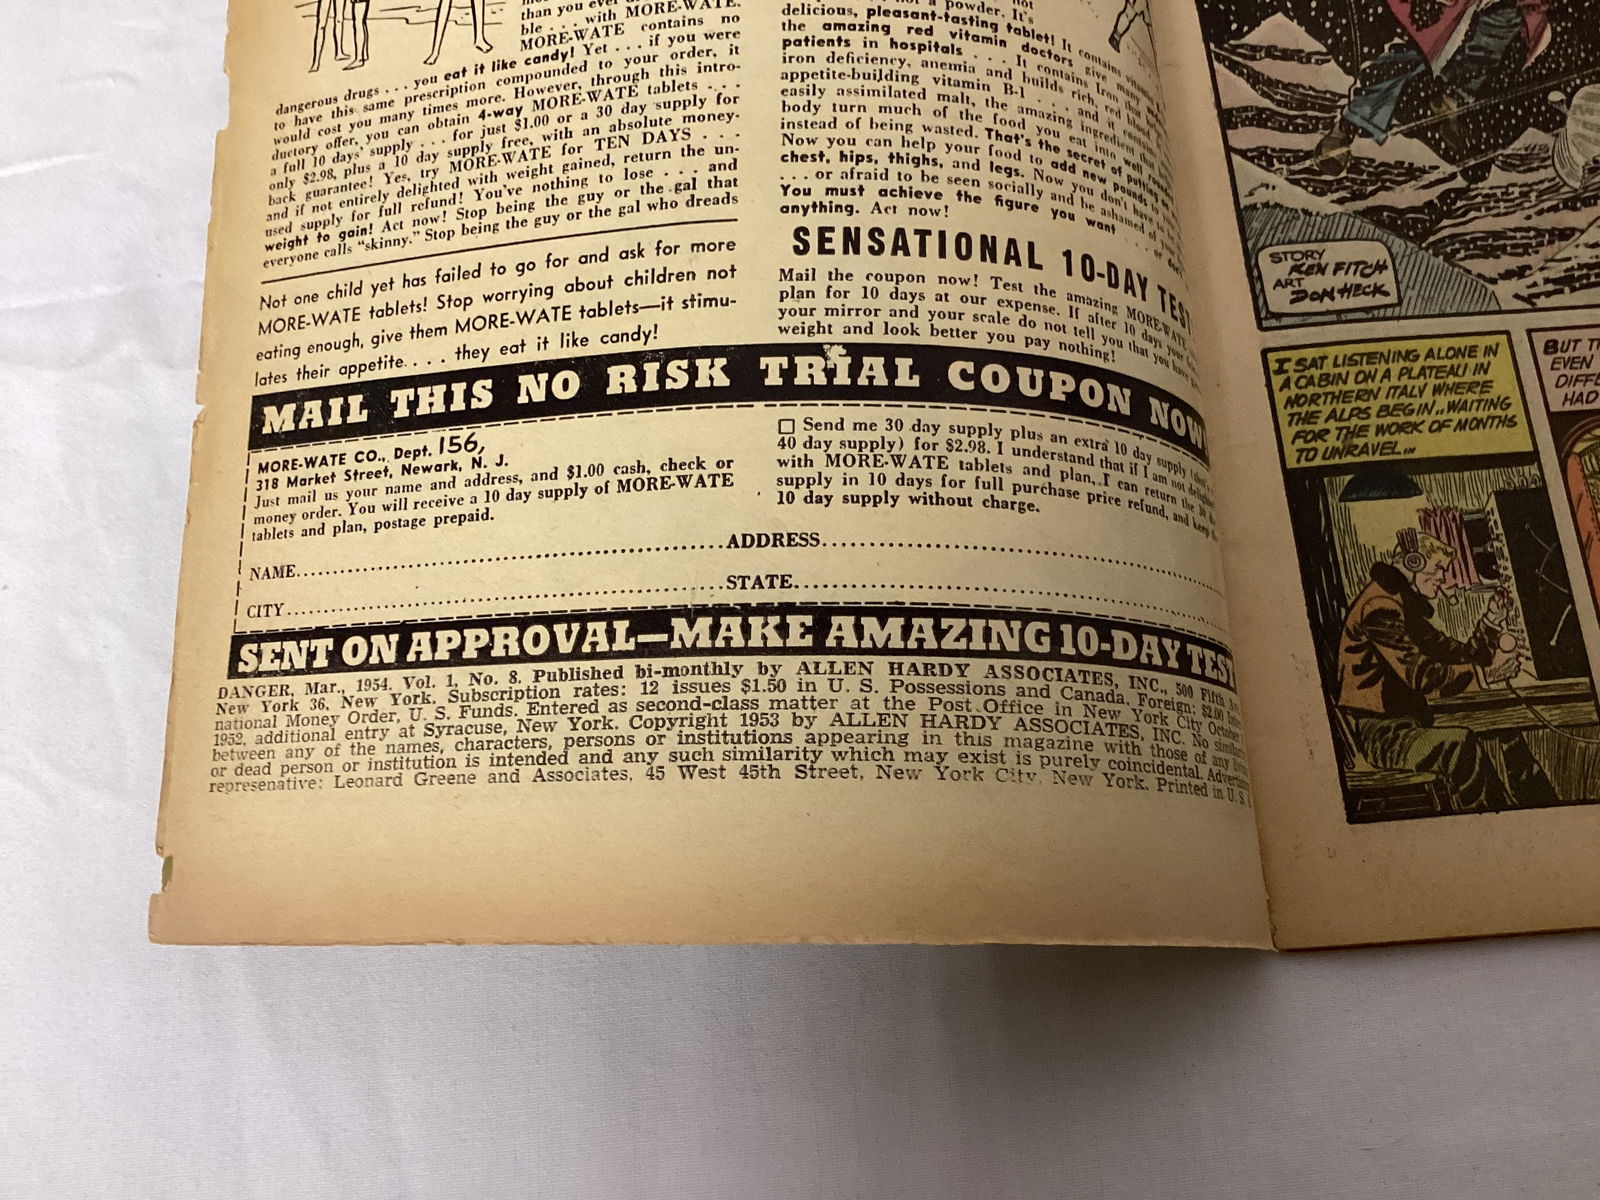 than you ever
ble . . . with MORE-WATE.
MORE-WATE contains no
dangerous drugs . . . you eat it like candy! Yet . . . if you were
to have this same prescription compounded to your order, it
would cost you many times more. However, through this intro-
ductory offer, you can obtain 4-way MORE-WATE tablets . . .
a full 10 days' supply . . . for just $1.00 or a 30 day supply for
only $2.98, plus a 10 day supply free, with an absolute money-
back guarantee! Yes, try MORE-WATE for TEN DAYS . . .
and if not entirely delighted with weight gained, return the un-
used supply for full refund! You've nothing to lose . . . and
weight to gain! Act now! Stop being the guy or the gal that
everyone calls "skinny." Stop being the guy or the gal who dreads
Not one child yet has failed to go for and ask for more
MORE-WATE tablets! Stop worrying about children not
eating enough, give them MORE-WATE tablets—it stimu-
lates their appetite. . . . they eat it like candy!
not
a powder. It's
delicious, pleasant-tasting tablet! It contains
the amazing red vitamin doctors give many
patients in hospitals . . . It contains Iron that
iron deficiency, anemia and builds rich, red blood
appetite-building vitamin B-1 . . . and it contains
easily assimilated malt, the amazing ingredient that
body turn much of the food you eat into well rounded
instead of being wasted. That's the secret of putting
Now you can help your food to add new pounds to
chest, hips, thighs, and legs. Now you don't have to be
. . . or afraid to be seen socially and be ashamed of
You must achieve the figure you want . . . or don't
anything. Act now!
SENSATIONAL 10-DAY TEST!
Mail the coupon now! Test the amazing MORE-WATE
plan for 10 days at our expense. If after 10 days your
your mirror and your scale do not tell you that you have
weight and look better you pay nothing!
MAIL THIS NO RISK TRIAL COUPON NOW
MORE-WATE CO., Dept. 156,
318 Market Street, Newark, N. J.
Just mail us your name and address, and $1.00 cash, check or
money order. You will receive a 10 day supply of MORE-WATE
tablets and plan, postage prepaid.
☐ Send me 30 day supply plus an extra 10 day supply (that's
40 day supply) for $2.98. I understand that if I am not delighted
with MORE-WATE tablets and plan, I can return the 30 day
supply in 10 days for full purchase price refund, and keep the
10 day supply without charge.
NAME..........ADDRESS..........
CITY..........STATE..........
SENT ON APPROVAL—MAKE AMAZING 10-DAY TEST
DANGER, Mar., 1954. Vol. 1, No. 8. Published bi-monthly by ALLEN HARDY ASSOCIATES, INC., 500 Fifth
New York 36, New York. Subscription rates: 12 issues $1.50 in U. S. Possessions and Canada. Foreign: $2.00 Inter
national Money Order, U. S. Funds. Entered as second-class matter at the Post Office in New York City October
1952, additional entry at Syracuse, New York. Copyright 1953 by ALLEN HARDY ASSOCIATES, INC. No similarity
between any of the names, characters, persons or institutions appearing in this magazine with those of any living
or dead person or institution is intended and any such similarity which may exist is purely coincidental. Advertising
represenative: Leonard Greene and Associates, 45 West 45th Street, New York City, New York. Printed in U. S. A.
STORY
KEN FITCH
ART
DON HECK
I SAT LISTENING ALONE IN
A CABIN ON A PLATEAU IN
NORTHERN ITALY WHERE
THE ALPS BEGIN.. WAITING
FOR THE WORK OF MONTHS
TO UNRAVEL...
BUT
EVEN
HAD